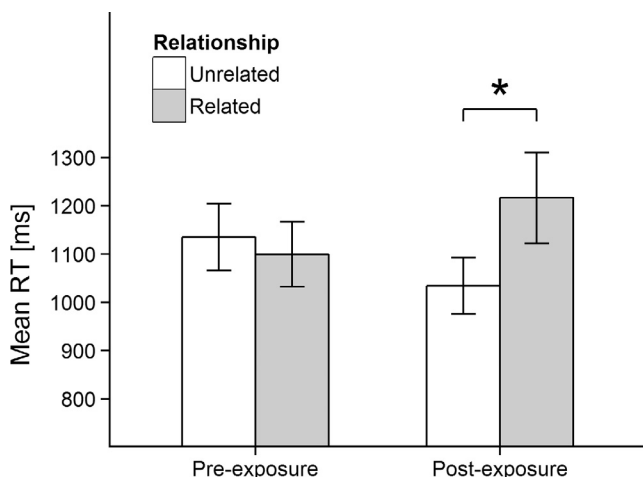 Relationship
Unrelated
Related
*
Mean RT [ms]
1300
1200
1100
1000
900
800
Pre-exposure
Post-exposure